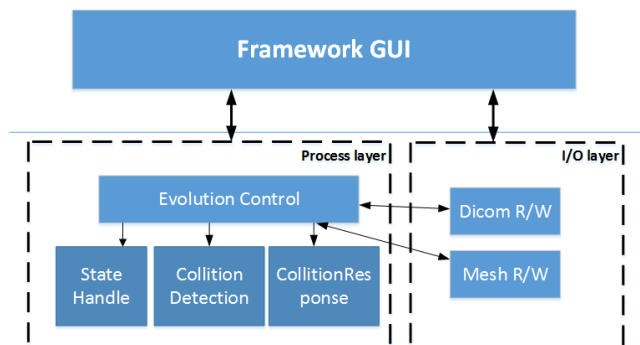 Framework GUI
Process layer
I/O layer
Evolution Control
Dicom R/W
Mesh R/W
State
Handle
Collition
Detection
CollitionRes
ponse